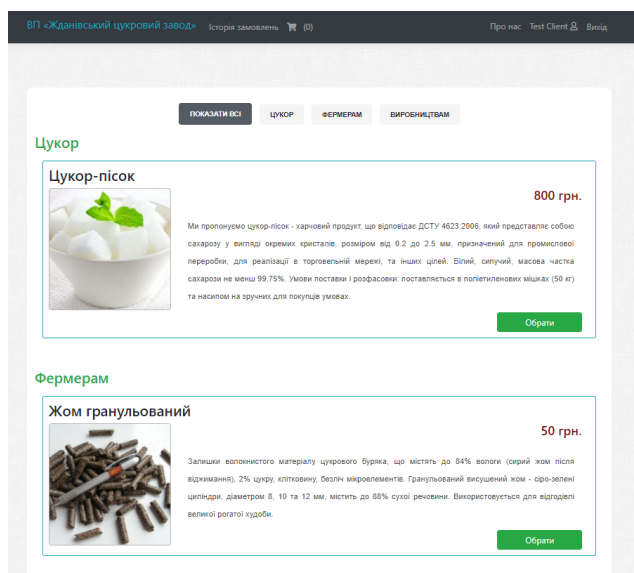 ВП «Жданівський цукровий завод» Історія замовлень (0) Про нас Test Client Вихід
ПОКАЗАТИ ВСІ ЦУКОР ФЕРМЕРАМ ВИРОБНИЦТВАМ
Цукор
Цукор-пісок
800 грн.
Ми пропонуємо цукор-пісок - харчовий продукт, що відповідає ДСТУ 4623:2006, який представляє собою
сахарозу у вигляді окремих кристалів, розміром від 0.2 до 2.5 мм, призначений для промислової
переробки, для реалізації в торговельній мережі, та інших цілей. Білий, сипучий, масова частка
сахарози не менш 99,75%. Умови поставки і розфасовки: поставляється в поліетиленових мішках (50 кг)
та насипом на зручних для покупців умовах.
Обрати
Фермерам
Жом гранульований
50 грн.
Залишки волокнистого матеріалу цукрового буряка, що містять до 84% вологи (сирий жом після
віджимання), 2% цукру, клітковину, безліч мікроелементів. Гранульований висушений жом - сіро-зелені
циліндри, діаметром 8, 10 та 12 мм, містить до 88% сухої речовини. Використовується для відгодівлі
великої рогатої худоби.
Обрати